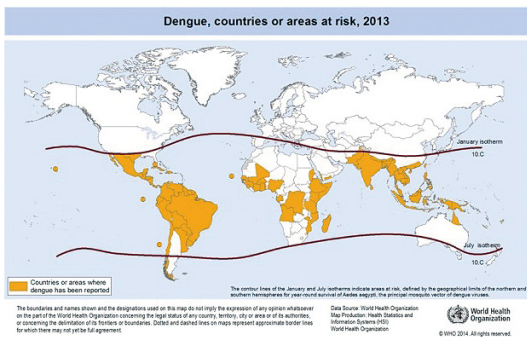 Dengue, countries or areas at risk, 2013
January isotherm
10.C
July isotherm
10.C
Countries or areas where
dengue has been reported
The contour lines of the January and July isotherms indicate areas at risk, defined by the geographical limits of the northern and
southern hemispheres for year-round survival of Aedes aegypti, the principal mosquito vector of dengue viruses.
The boundaries and names shown and the designations used on this map do not imply the expression of any opinion whatsoever
on the part of the World Health Organization concerning the legal status of any country, territory, city or area or of its authorities,
or concerning the delimitation of its frontiers or boundaries. Dotted and dashed lines on maps represent approximate border lines
for which there may not yet be full agreement.
Data Source: World Health Organization
Map Production: Health Statistics and
Information Systems (HSI)
World Health Organization
World Health
Organization
© WHO 2014. All rights reserved.